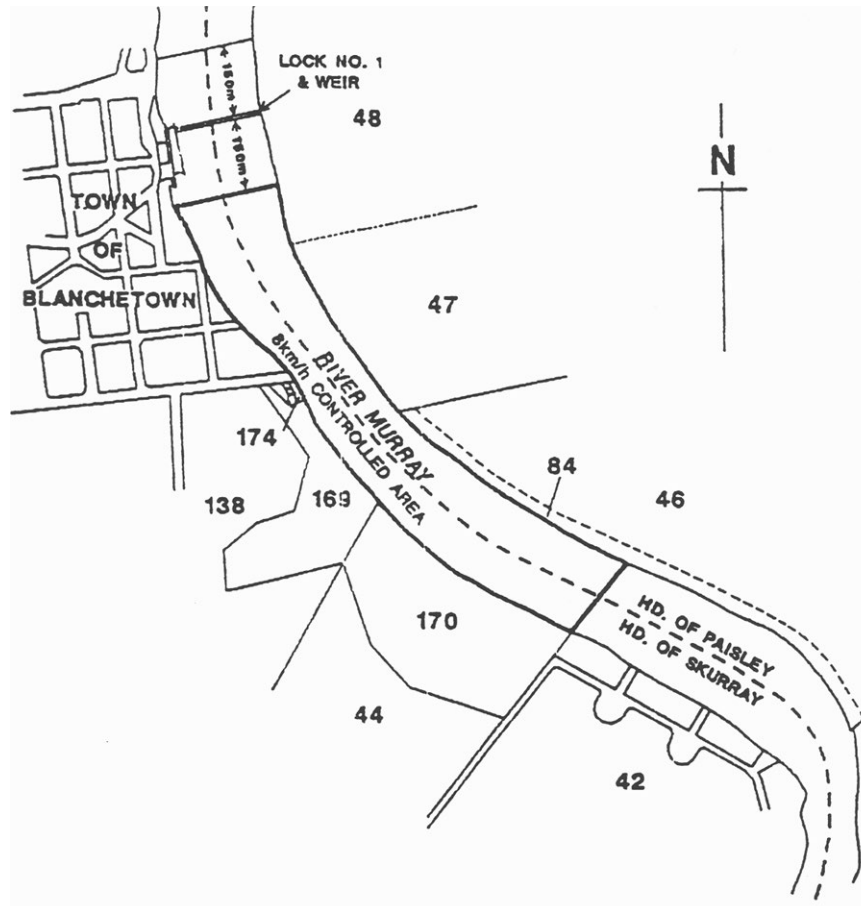 LOCK NO. 1
& WEIR
150m
150m
48
N
TOWN
OF
BLANCHETOWN
47
RIVER MURRAY
8km/h CONTROLLED AREA
174
84
46
138
169
170
HD. OF PAISLEY
HD. OF SKURRAY
44
42